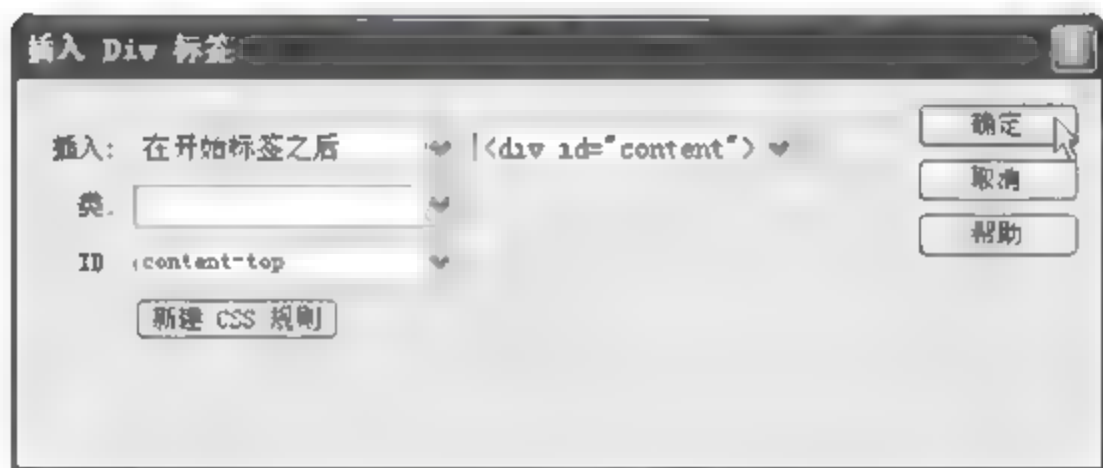 插入 Div 标签
插入: 在开始标签之后 <div id="content"> 确定
类: 取消
ID content-top 帮助
新建 CSS 规则